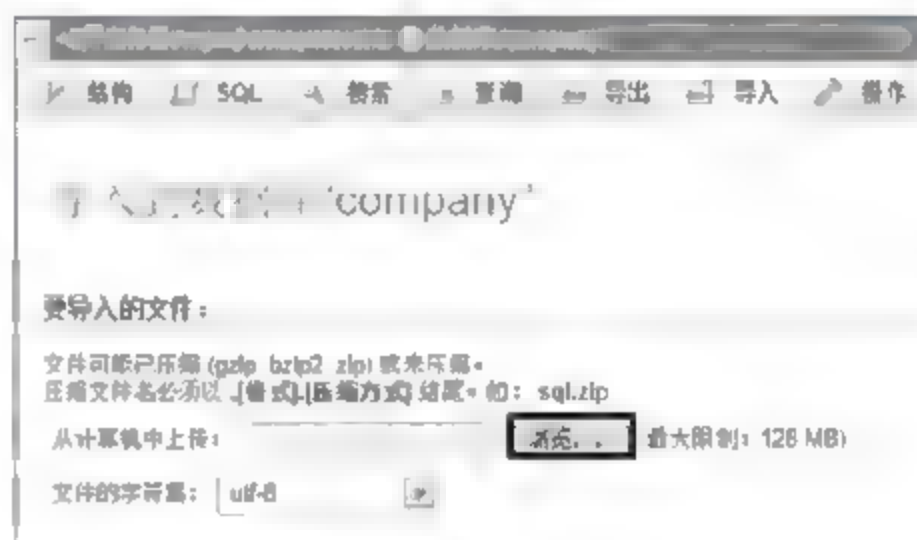 结构 SQL 搜索 查询 导出 导入 操作
"company"
要导入的文件：
文件可能已压缩 (gzip, bzip2, zip) 或未压缩。
压缩文件名必须以 .[格式].[压缩方式] 结尾。如：.sql.zip
从计算机中上传： 浏览... 最大限制：128 MB)
文件的字符集： utf-8